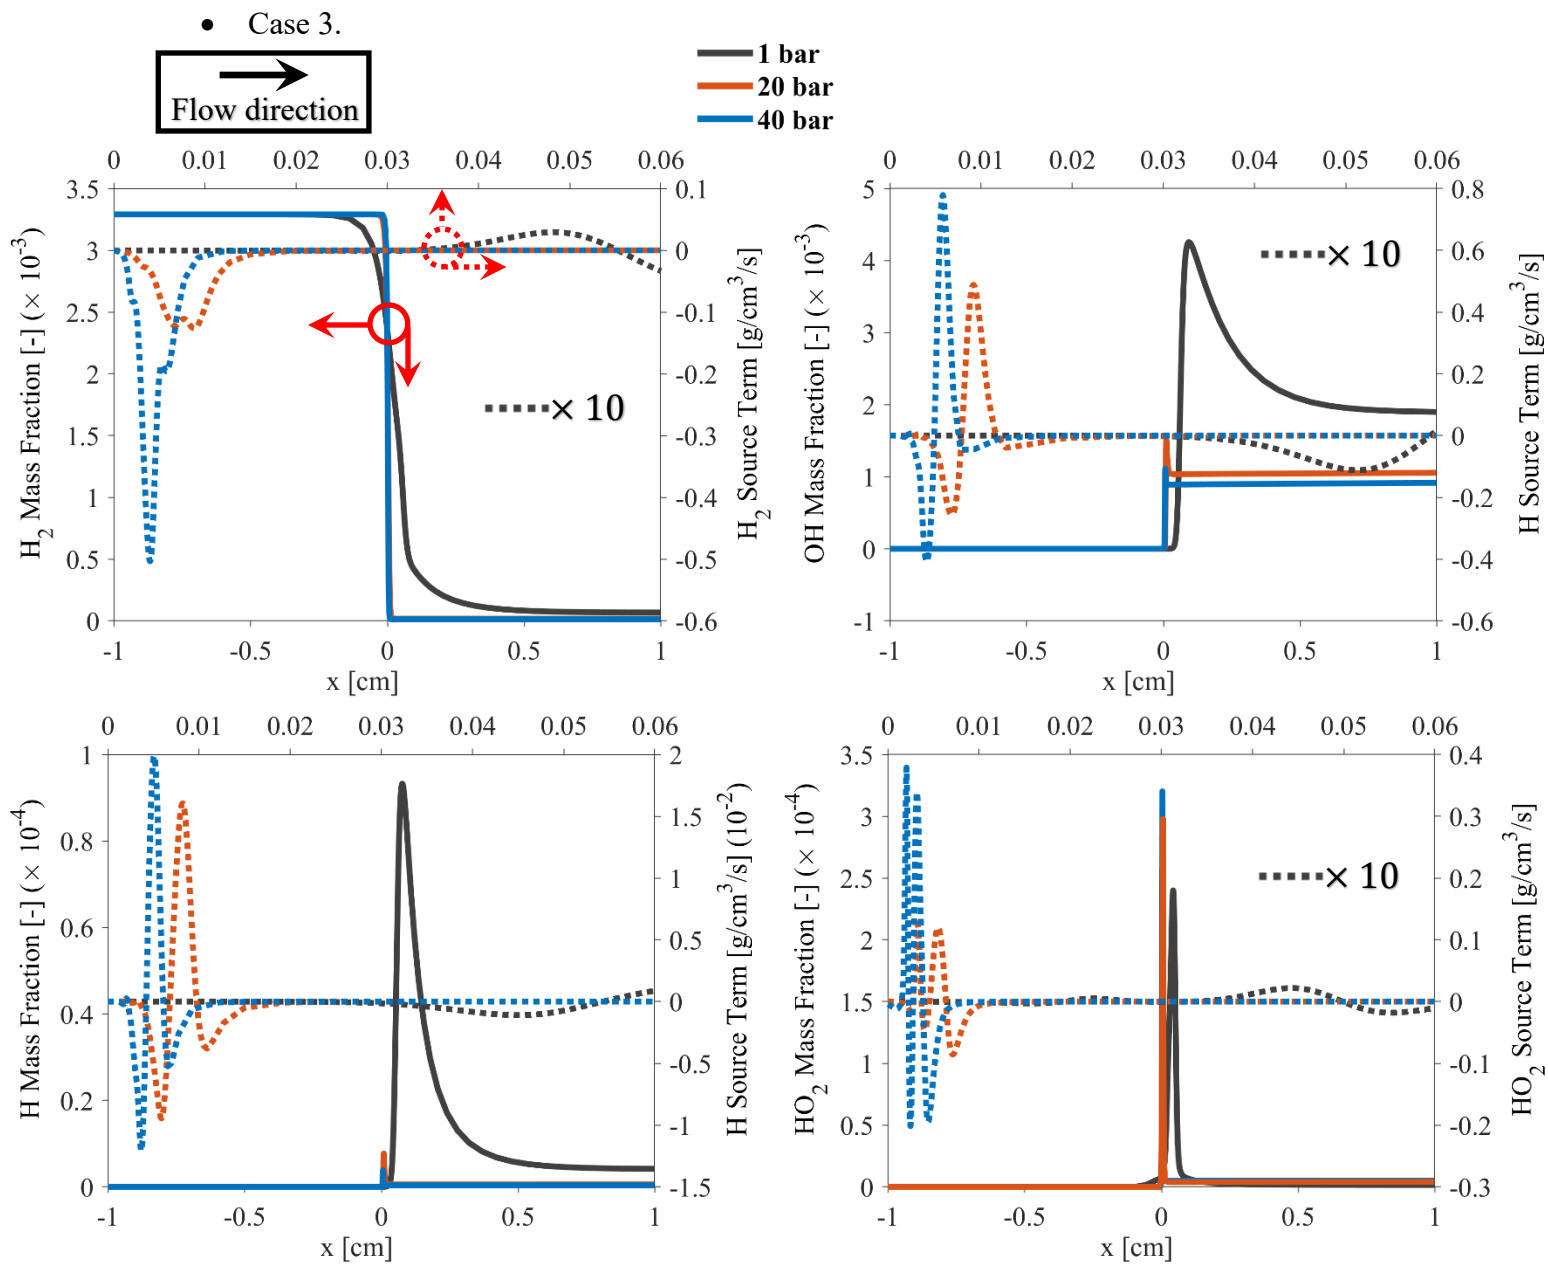 • Case 3.
Flow direction
1 bar
20 bar
40 bar
0 0.01 0.02 0.03 0.04 0.05 0.06
H2 Mass Fraction [-] (× 10^-3)
3.5
3
2.5
2
1.5
1
0.5
0
× 10
0.1
0
-0.1
-0.2
-0.3
-0.4
-0.5
-0.6
H2 Source Term [g/cm^3/s]
-1 -0.5 0 0.5 1
x [cm]
0 0.01 0.02 0.03 0.04 0.05 0.06
OH Mass Fraction [-] (× 10^-3)
5
4
3
2
1
0
-1
× 10
0.8
0.6
0.4
0.2
0
-0.2
-0.4
-0.6
H Source Term [g/cm^3/s]
-1 -0.5 0 0.5 1
x [cm]
0 0.01 0.02 0.03 0.04 0.05 0.06
H Mass Fraction [-] (× 10^-4)
1
0.8
0.6
0.4
0.2
0
2
1.5
1
0.5
0
-0.5
-1
-1.5
H Source Term [g/cm^3/s] (10^-2)
-1 -0.5 0 0.5 1
x [cm]
0 0.01 0.02 0.03 0.04 0.05 0.06
HO2 Mass Fraction [-] (× 10^-4)
3.5
3
2.5
2
1.5
1
0.5
0
× 10
0.4
0.3
0.2
0.1
0
-0.1
-0.2
-0.3
HO2 Source Term [g/cm^3/s]
-1 -0.5 0 0.5 1
x [cm]